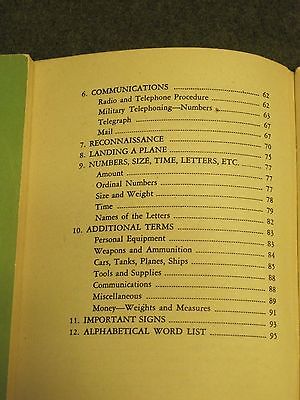 6. COMMUNICATIONS 62
Radio and Telephone Procedure 62
Military Telephoning—Numbers 63
Telegraph 67
Mail 67
7. RECONNAISSANCE 70
8. LANDING A PLANE 75
9. NUMBERS, SIZE, TIME, LETTERS, ETC. 77
Amount 77
Ordinal Numbers 77
Size and Weight 78
Time 79
Names of the Letters 82
10. ADDITIONAL TERMS 83
Personal Equipment 83
Weapons and Ammunition 84
Cars, Tanks, Planes, Ships 85
Tools and Supplies 88
Communications 88
Miscellaneous 89
Money—Weights and Measures 91
11. IMPORTANT SIGNS 93
12. ALPHABETICAL WORD LIST 95